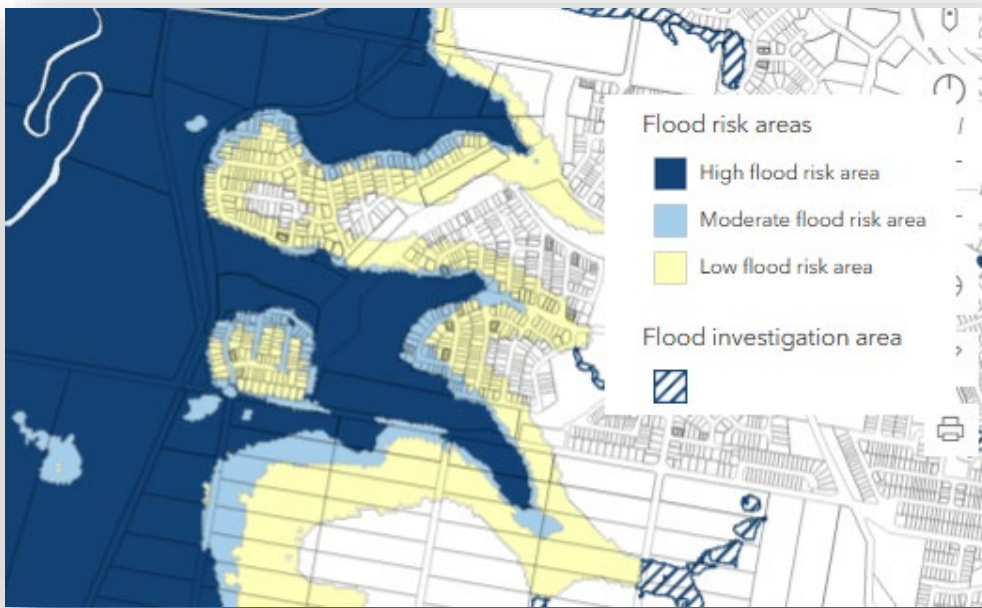 Flood risk areas
High flood risk area
Moderate flood risk area
Low flood risk area
Flood investigation area